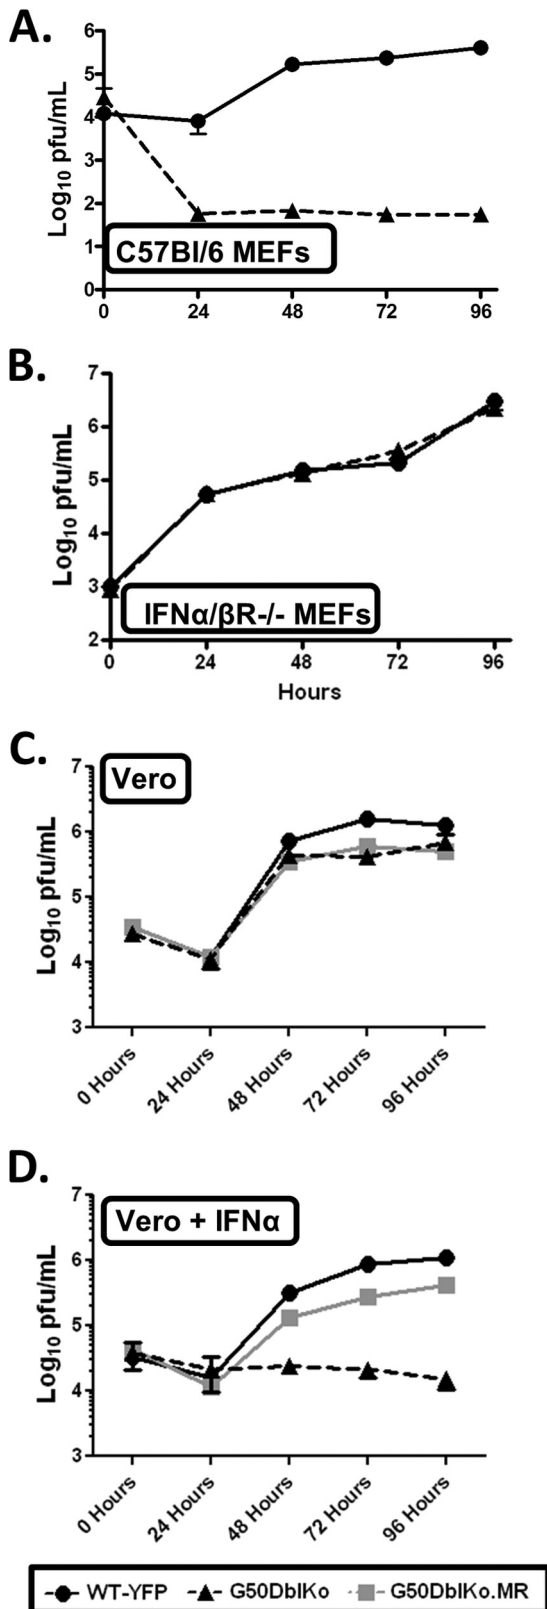 A.
Log10 pfu/mL
6
5
4
3
2
1
0
C57Bl/6 MEFs
0 24 48 72 96
B.
Log10 pfu/mL
7
6
5
4
3
2
IFNα/βR-/- MEFs
0 24 48 72 96
Hours
C.
Vero
Log10 pfu/mL
7
6
5
4
3
0 Hours
24 Hours
48 Hours
72 Hours
96 Hours
D.
Vero + IFNα
Log10 pfu/mL
7
6
5
4
3
0 Hours
24 Hours
48 Hours
72 Hours
96 Hours
WT-YFP G50DblKo G50DblKo.MR